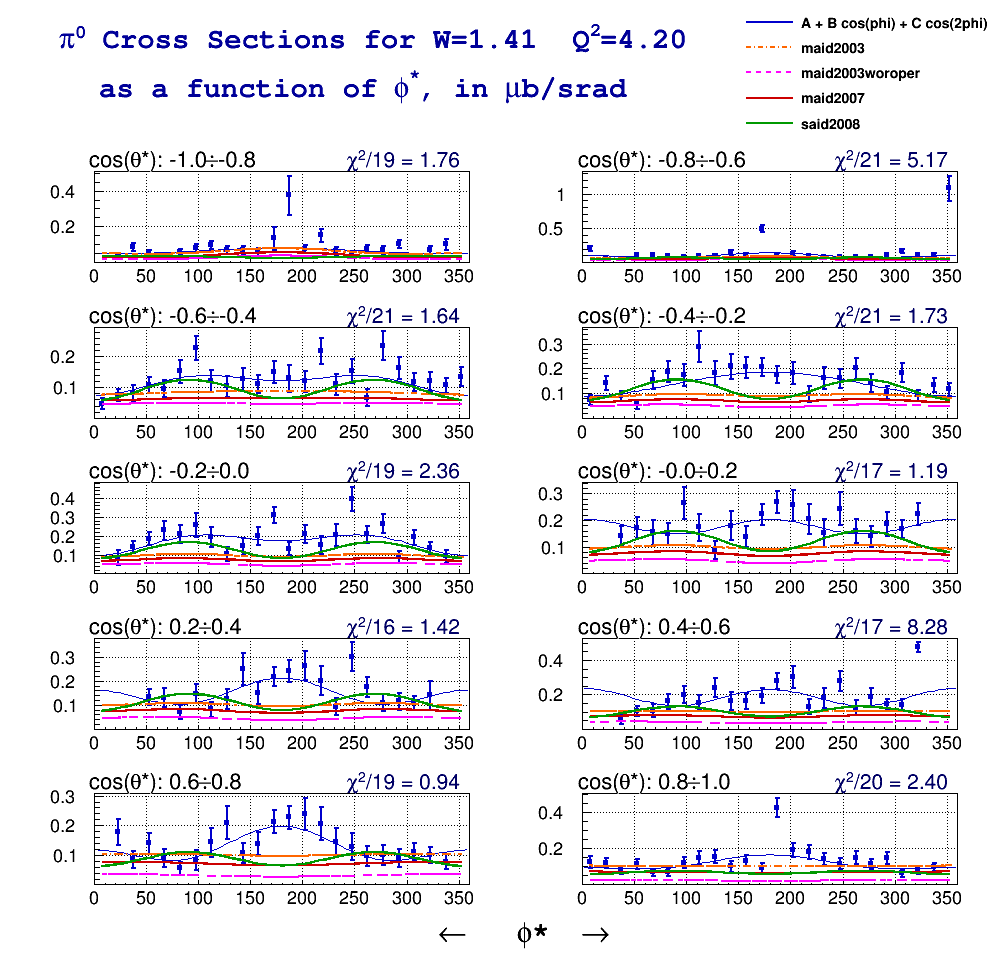 π⁰ Cross Sections for W=1.41 Q²=4.20
as a function of ϕ*, in μb/srad
A + B cos(phi) + C cos(2phi)
maid2003
maid2003woroper
maid2007
said2008
cos(θ*): -1.0÷-0.8 χ²/19 = 1.76
0.4
0.2
0 50 100 150 200 250 300 350
cos(θ*): -0.8÷-0.6 χ²/21 = 5.17
1
0.5
0 50 100 150 200 250 300 350
cos(θ*): -0.6÷-0.4 χ²/21 = 1.64
0.2
0.1
0 50 100 150 200 250 300 350
cos(θ*): -0.4÷-0.2 χ²/21 = 1.73
0.3
0.2
0.1
0 50 100 150 200 250 300 350
cos(θ*): -0.2÷0.0 χ²/19 = 2.36
0.4
0.3
0.2
0.1
0 50 100 150 200 250 300 350
cos(θ*): -0.0÷0.2 χ²/17 = 1.19
0.3
0.2
0.1
0 50 100 150 200 250 300 350
cos(θ*): 0.2÷0.4 χ²/16 = 1.42
0.3
0.2
0.1
0 50 100 150 200 250 300 350
cos(θ*): 0.4÷0.6 χ²/17 = 8.28
0.4
0.2
0 50 100 150 200 250 300 350
cos(θ*): 0.6÷0.8 χ²/19 = 0.94
0.3
0.2
0.1
0 50 100 150 200 250 300 350
cos(θ*): 0.8÷1.0 χ²/20 = 2.40
0.4
0.2
0 50 100 150 200 250 300 350
← ϕ* →